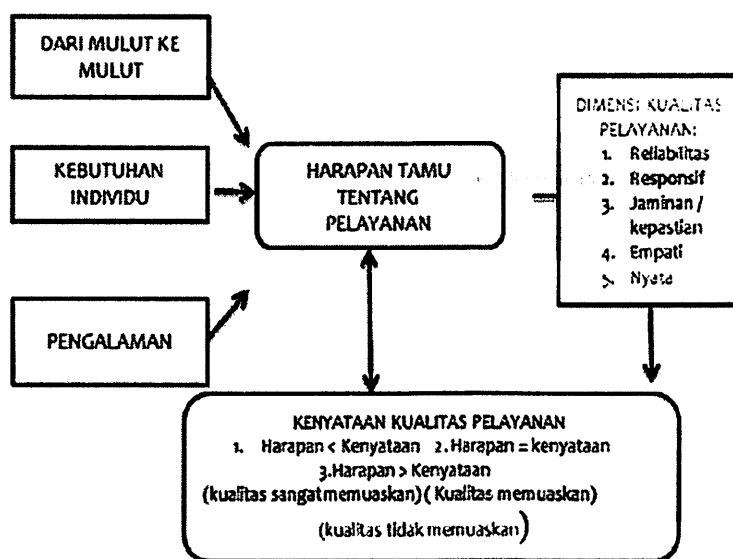 DARI MULUT KE
MULUT
KEBUTUHAN
INDIVIDU
PENGALAMAN
HARAPAN TAMU
TENTANG
PELAYANAN
DIMENSI KUALITAS
PELAYANAN:
1. Reliabilitas
2. Responsif
3. Jaminan /
kepastian
4. Empati
5. Nyata
KENYATAAN KUALITAS PELAYANAN
1. Harapan < Kenyataan 2.Harapan = kenyataan
3.Harapan > Kenyataan
(kualitas sangat memuaskan) ( Kualitas memuaskan)
(kualitas tidak memuaskan)